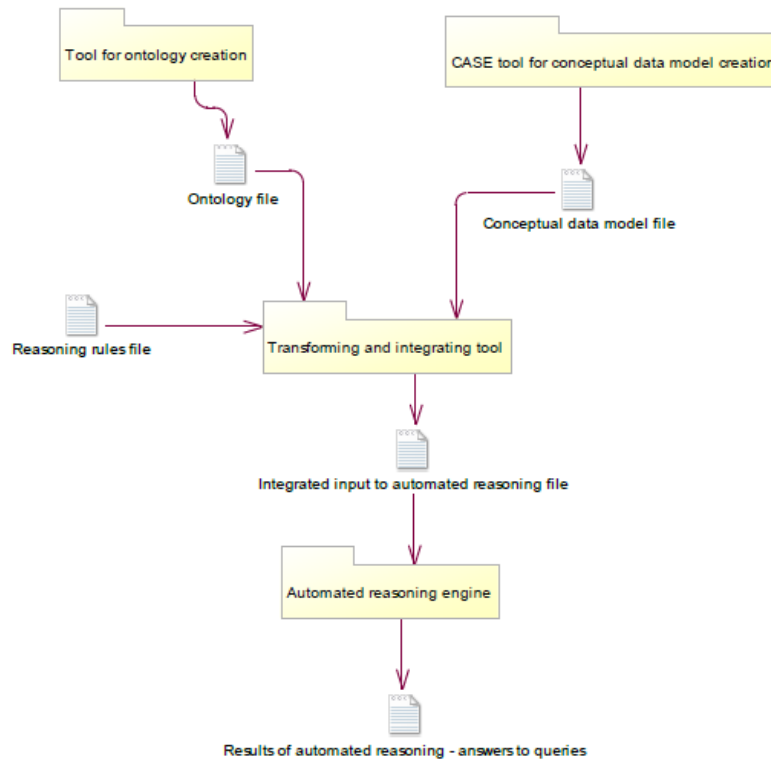 Tool for ontology creation
CASE tool for conceptual data model creation
Ontology file
Conceptual data model file
Reasoning rules file
Transforming and integrating tool
Integrated input to automated reasoning file
Automated reasoning engine
Results of automated reasoning - answers to queries